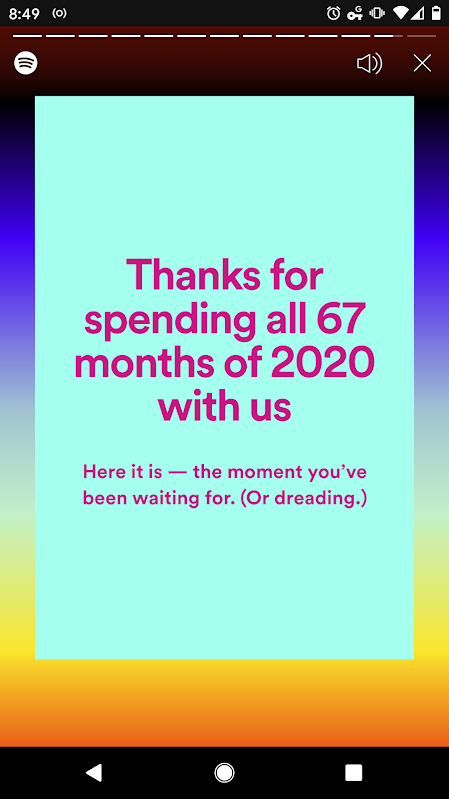 8:49
Thanks for
spending all 67
months of 2020
with us
Here it is — the moment you've
been waiting for. (Or dreading.)